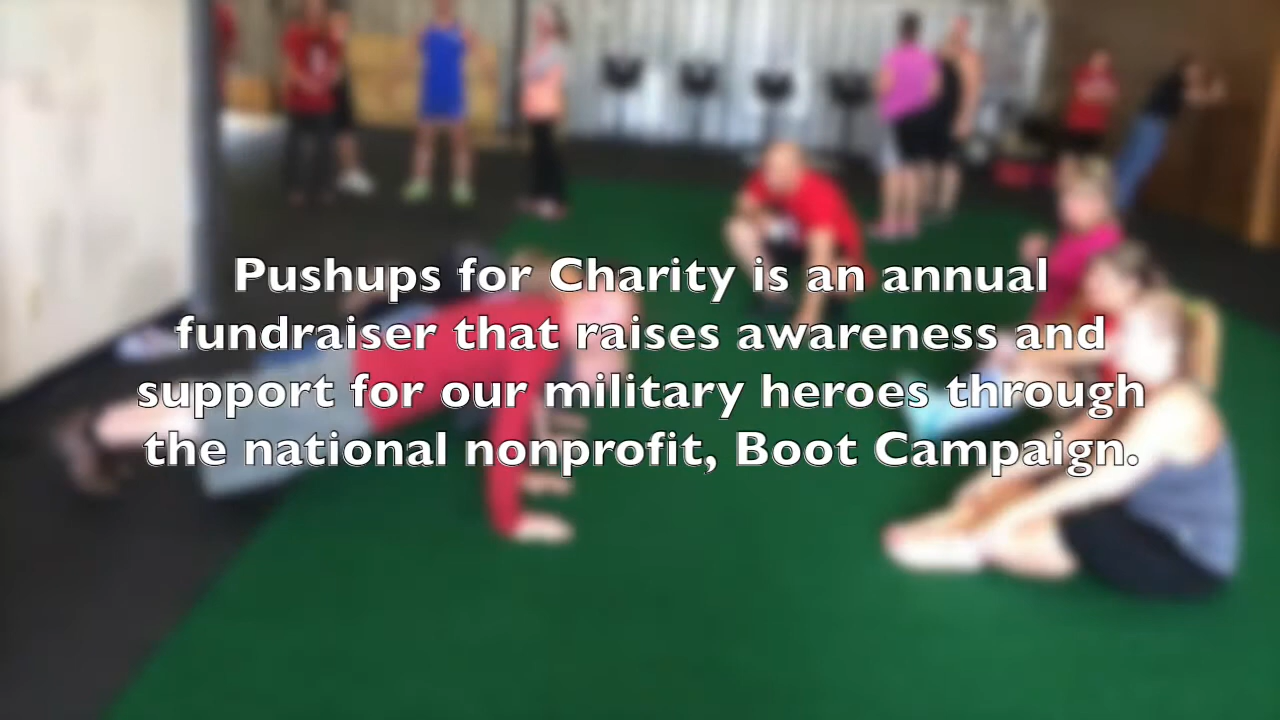 Pushups for Charity is an annual
fundraiser that raises awareness and
support for our military heroes through
the national nonprofit, Boot Campaign.